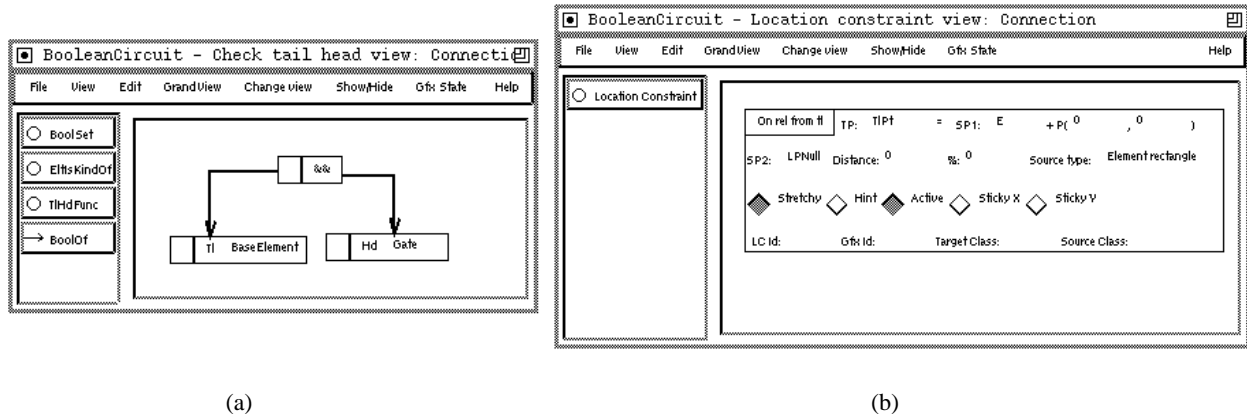 BooleanCircuit - Check tail head view: Connectio
File View Edit GrandView Change view Show/Hide Gfx State Help
BoolSet
EltIsKindOf
TlHdFunc
BoolOf
&&
Tl BaseElement
Hd Gate
(a)
BooleanCircuit - Location constraint view: Connection
File View Edit GrandView Change view Show/Hide Gfx State Help
Location Constraint
On rel from tl TP: TlPt = SP1: E + P( 0 , 0 )
SP2: LPNull Distance: 0 %: 0 Source type: Element rectangle
Stretchy Hint Active Sticky X Sticky Y
LC Id: Gfx Id: Target Class: Source Class:
(b)